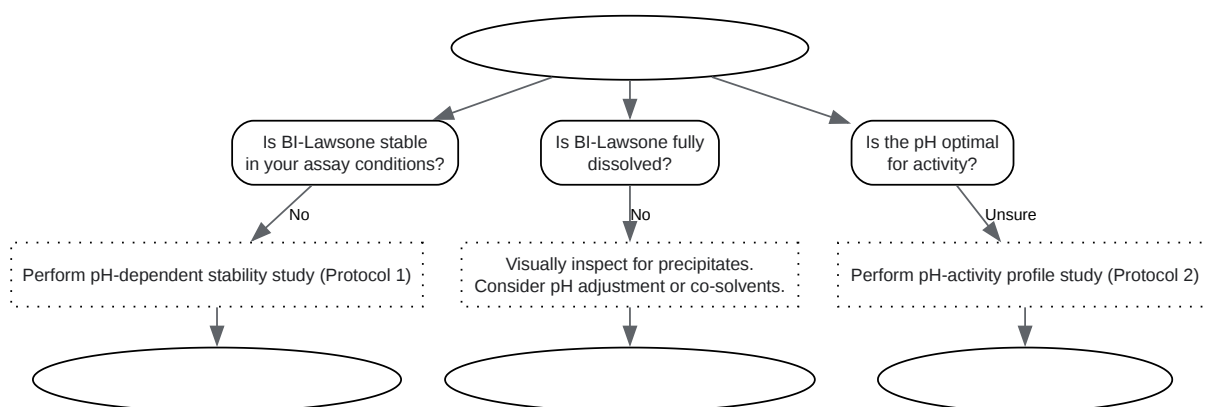 Is BI-Lawsone stable
in your assay conditions?
Is BI-Lawsone fully
dissolved?
Is the pH optimal
for activity?
No
No
Unsure
Perform pH-dependent stability study (Protocol 1)
Visually inspect for precipitates.
Consider pH adjustment or co-solvents.
Perform pH-activity profile study (Protocol 2)